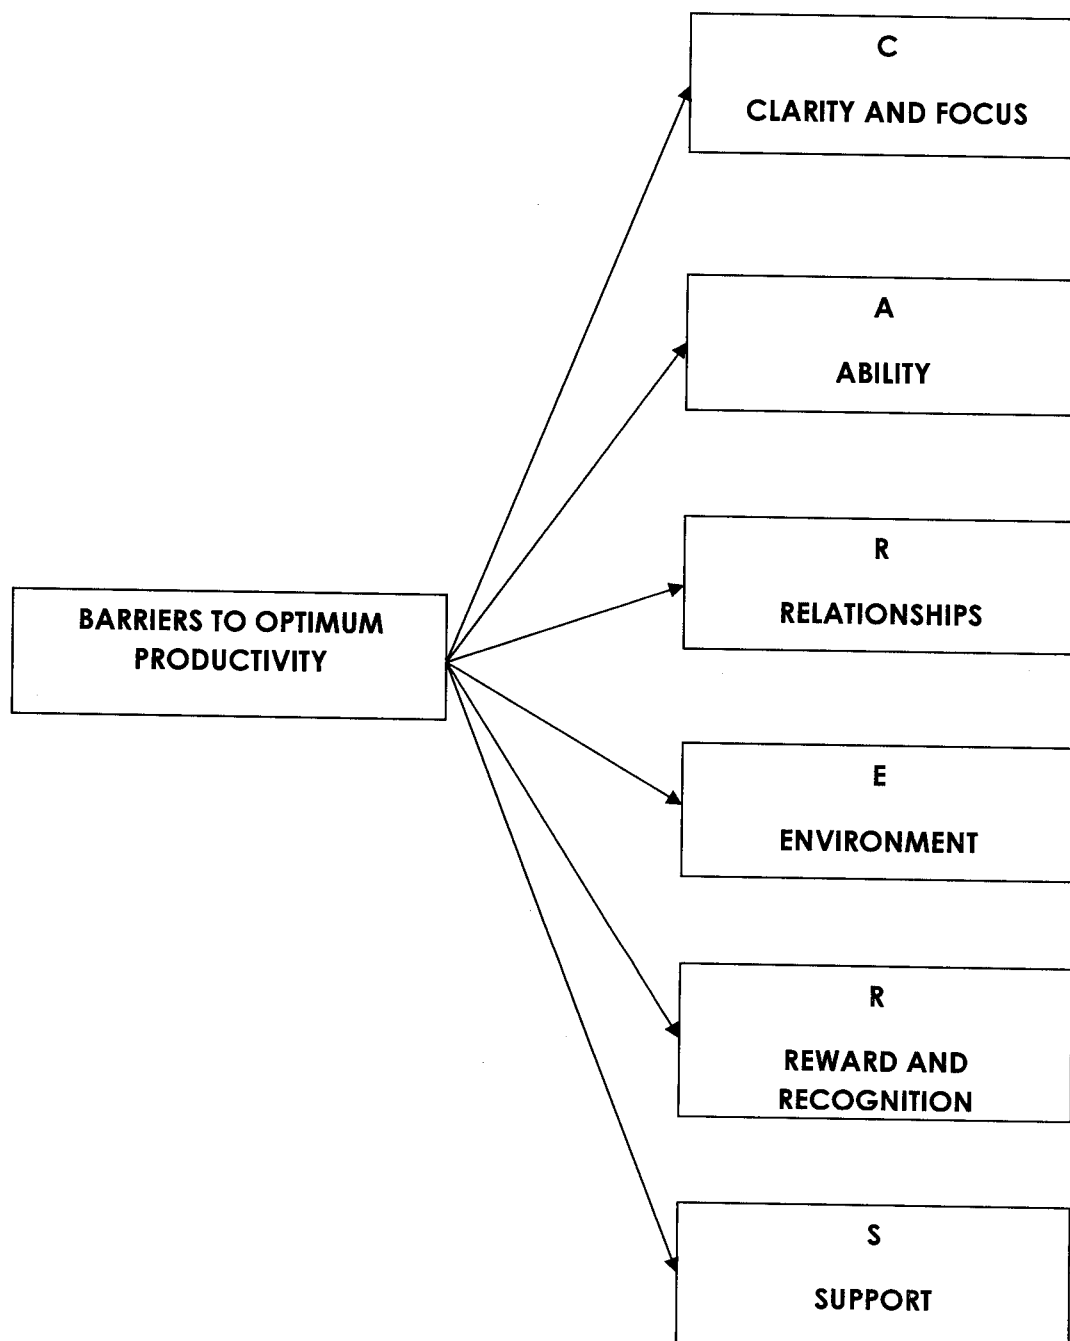 C
CLARITY AND FOCUS
A
ABILITY
R
RELATIONSHIPS
BARRIERS TO OPTIMUM
PRODUCTIVITY
E
ENVIRONMENT
R
REWARD AND
RECOGNITION
S
SUPPORT